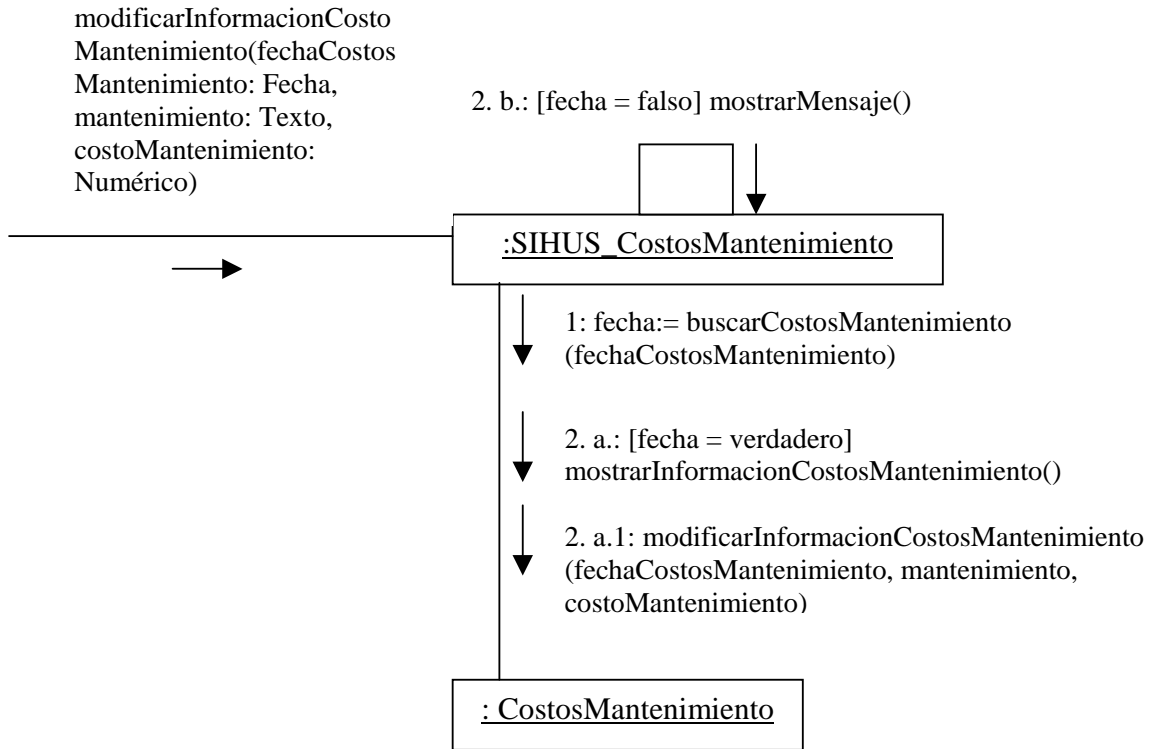 modificarInformacionCosto
Mantenimiento(fechaCostos
Mantenimiento: Fecha,
mantenimiento: Texto,
costoMantenimiento:
Numérico)
2. b.: [fecha = falso] mostrarMensaje()
:SIHUS_CostosMantenimiento
1: fecha:= buscarCostosMantenimiento
(fechaCostosMantenimiento)
2. a.: [fecha = verdadero]
mostrarInformacionCostosMantenimiento()
2. a.1: modificarInformacionCostosMantenimiento
(fechaCostosMantenimiento, mantenimiento,
costoMantenimiento)
: CostosMantenimiento